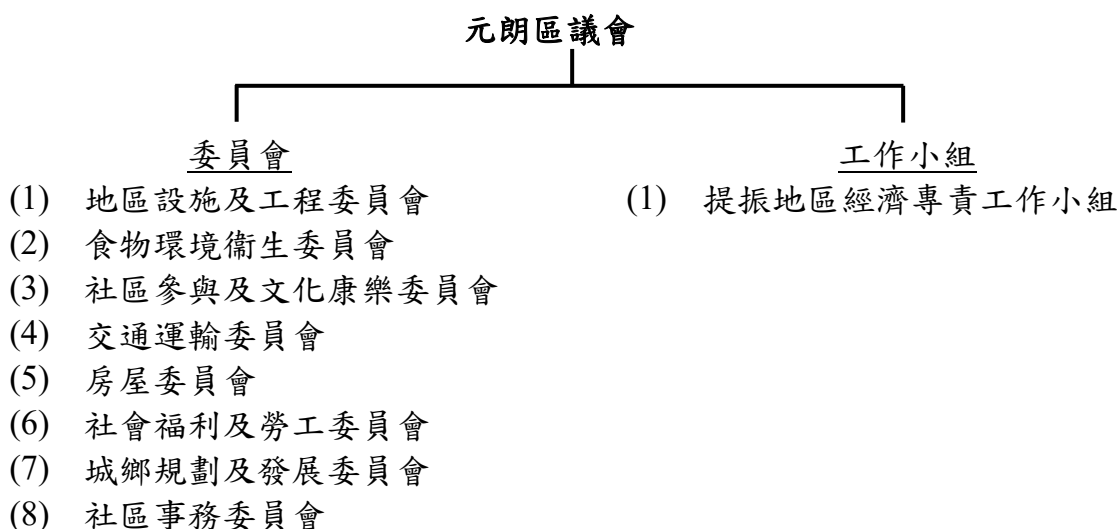 元朗區議會
委員會
(1) 地區設施及工程委員會
(2) 食物環境衞生委員會
(3) 社區參與及文化康樂委員會
(4) 交通運輸委員會
(5) 房屋委員會
(6) 社會福利及勞工委員會
(7) 城鄉規劃及發展委員會
(8) 社區事務委員會
工作小組
(1) 提振地區經濟專責工作小組